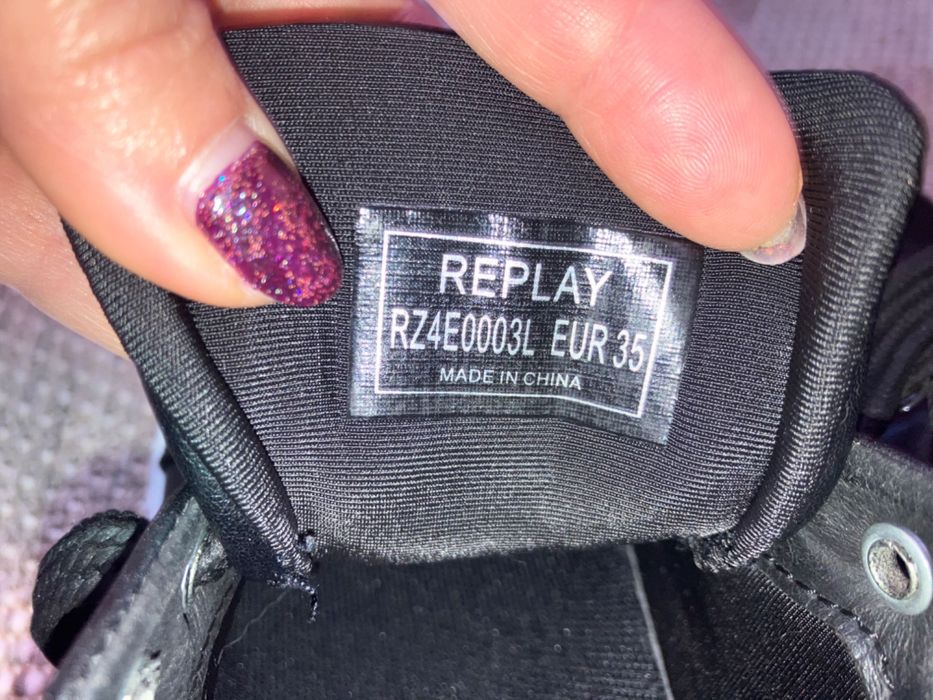 REPLAY
RZ4E0003L EUR 35
MADE IN CHINA